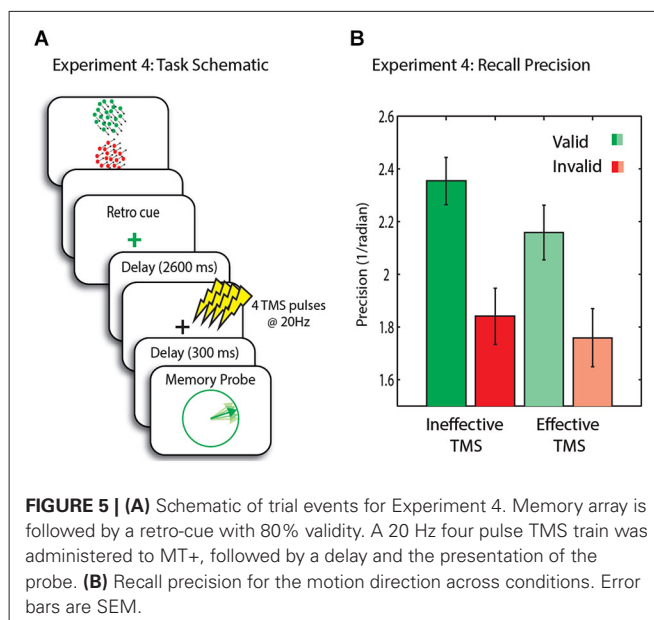 A
Experiment 4: Task Schematic
Retro cue
Delay (2600 ms)
4 TMS pulses
@ 20Hz
Delay (300 ms)
Memory Probe
B
Experiment 4: Recall Precision
Precision (1/radian)
2.6
2.4
2.2
2
1.8
1.6
Valid
Invalid
Ineffective
TMS
Effective
TMS
FIGURE 5 | (A) Schematic of trial events for Experiment 4. Memory array is
followed by a retro-cue with 80% validity. A 20 Hz four pulse TMS train was
administered to MT+, followed by a delay and the presentation of the
probe. (B) Recall precision for the motion direction across conditions. Error
bars are SEM.